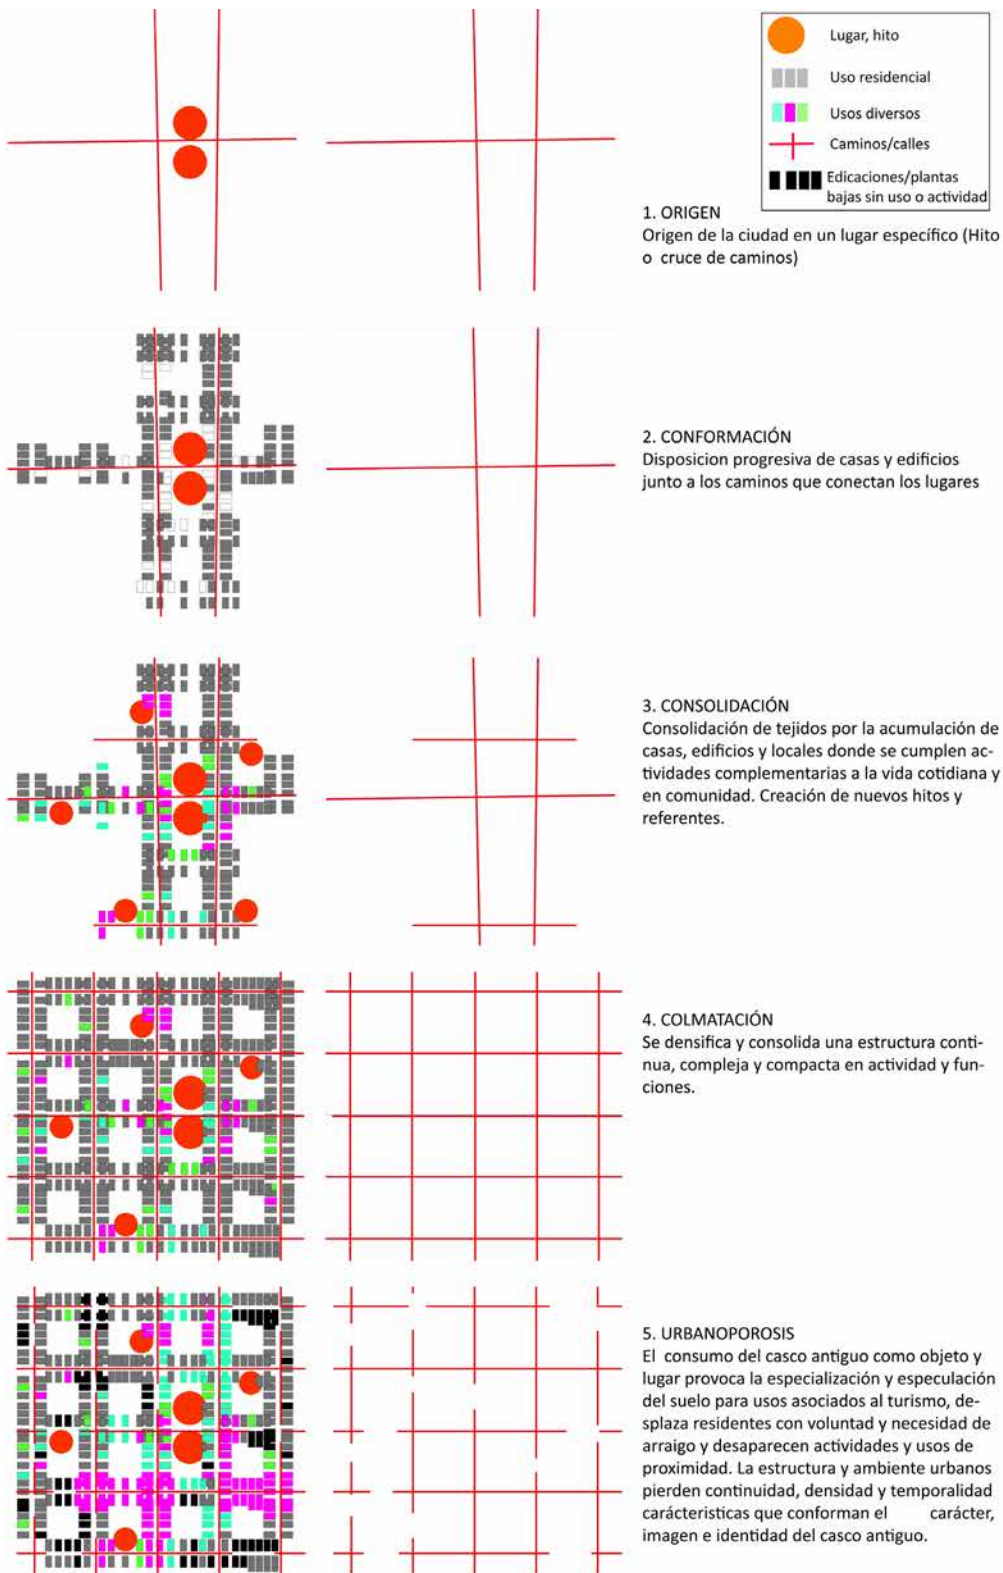 Lugar, hito
Uso residencial
Usos diversos
Caminos/calles
Edicaciones/plantas
bajas sin uso o actividad
1. ORIGEN
Origen de la ciudad en un lugar específico (Hito
o cruce de caminos)
2. CONFORMACIÓN
Disposicion progresiva de casas y edificios
junto a los caminos que conectan los lugares
3. CONSOLIDACIÓN
Consolidación de tejidos por la acumulación de
casas, edificios y locales donde se cumplen ac-
tividades complementarias a la vida cotidiana y
en comunidad. Creación de nuevos hitos y
referentes.
4. COLMATACIÓN
Se densifica y consolida una estructura conti-
nua, compleja y compacta en actividad y fun-
ciones.
5. URBANOPOROSIS
El consumo del casco antiguo como objeto y
lugar provoca la especialización y especulación
del suelo para usos asociados al turismo, de-
splaza residentes con voluntad y necesidad de
arraigo y desaparecen actividades y usos de
proximidad. La estructura y ambiente urbanos
pierden continuidad, densidad y temporalidad
carácteristicas que conforman el carácter,
imagen e identidad del casco antiguo.